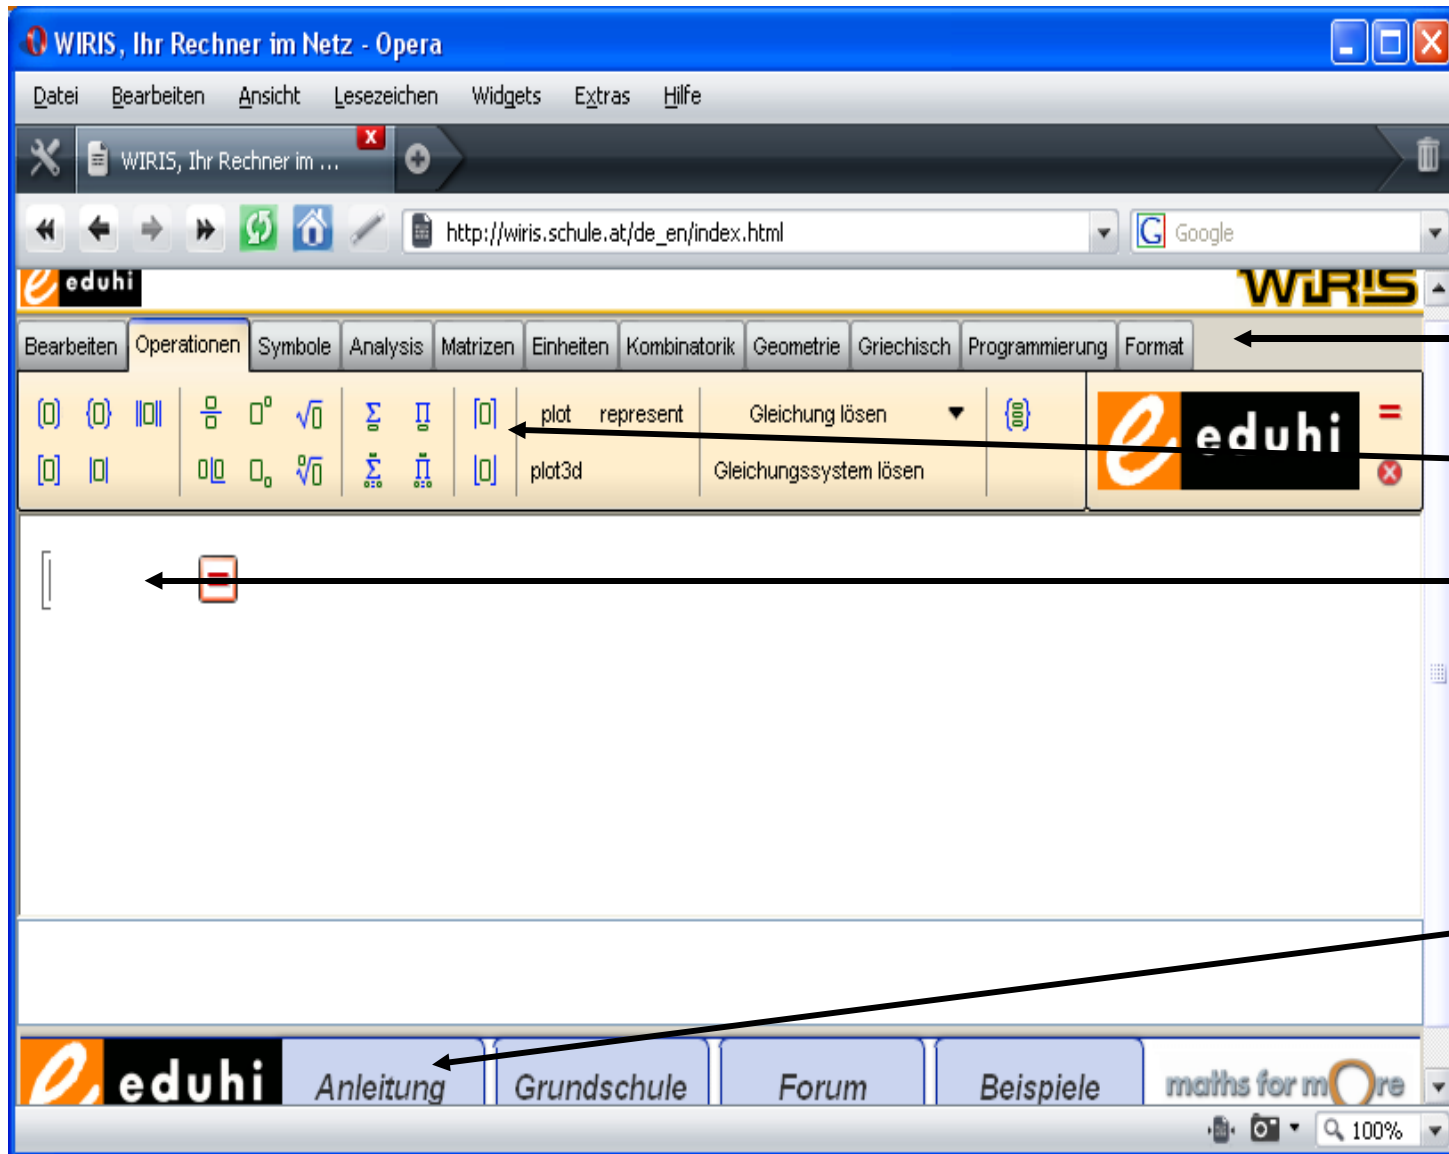 WIRIS, Ihr Rechner im Netz - Opera
Datei Bearbeiten Ansicht Lesezeichen Widgets Extras Hilfe
WIRIS, Ihr Rechner im ...
http://wiris.schule.at/de_en/index.html Google
e eduhi WIRIS
Bearbeiten Operationen Symbole Analysis Matrizen Einheiten Kombinatorik Geometrie Griechisch Programmierung Format
plot represent Gleichung lösen
e eduhi =
plot3d Gleichungssystem lösen
=
e eduhi Anleitung Grundschule Forum Beispiele maths for more
100%